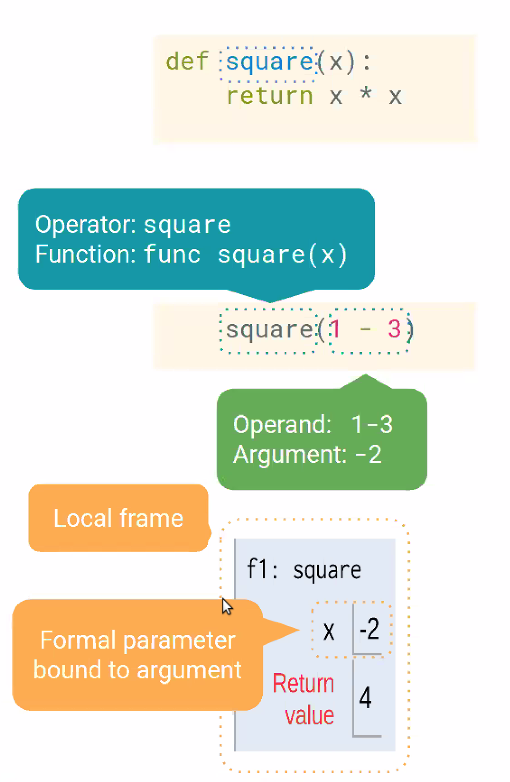 def square(x):
return x * x
Operator: square
Function: func square(x)
square(1 - 3)
Operand: 1-3
Argument: -2
Local frame
f1: square
Formal parameter
bound to argument
x -2
Return
value
4